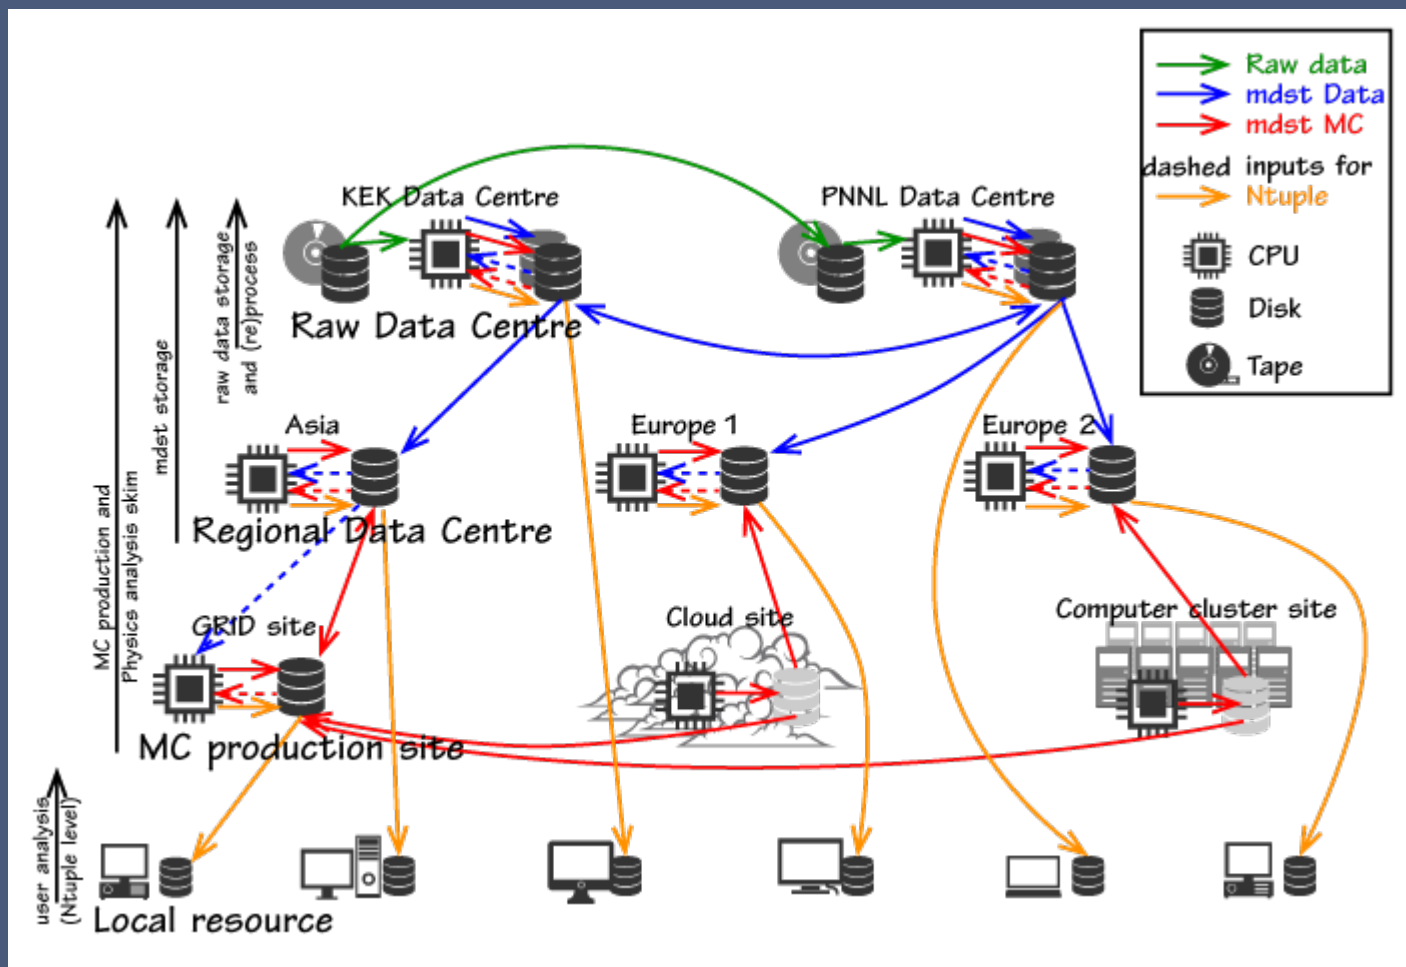 Raw data
mdst Data
mdst MC
dashed inputs for
Ntuple
CPU
Disk
Tape
KEK Data Centre
PNNL Data Centre
Raw Data Centre
raw data storage
and (re)process
mdst storage
MC production and
Physics analysis skim
Asia
Europe 1
Europe 2
Regional Data Centre
GRID site
Cloud site
Computer cluster site
MC production site
user analysis
(Ntuple level)
Local resource